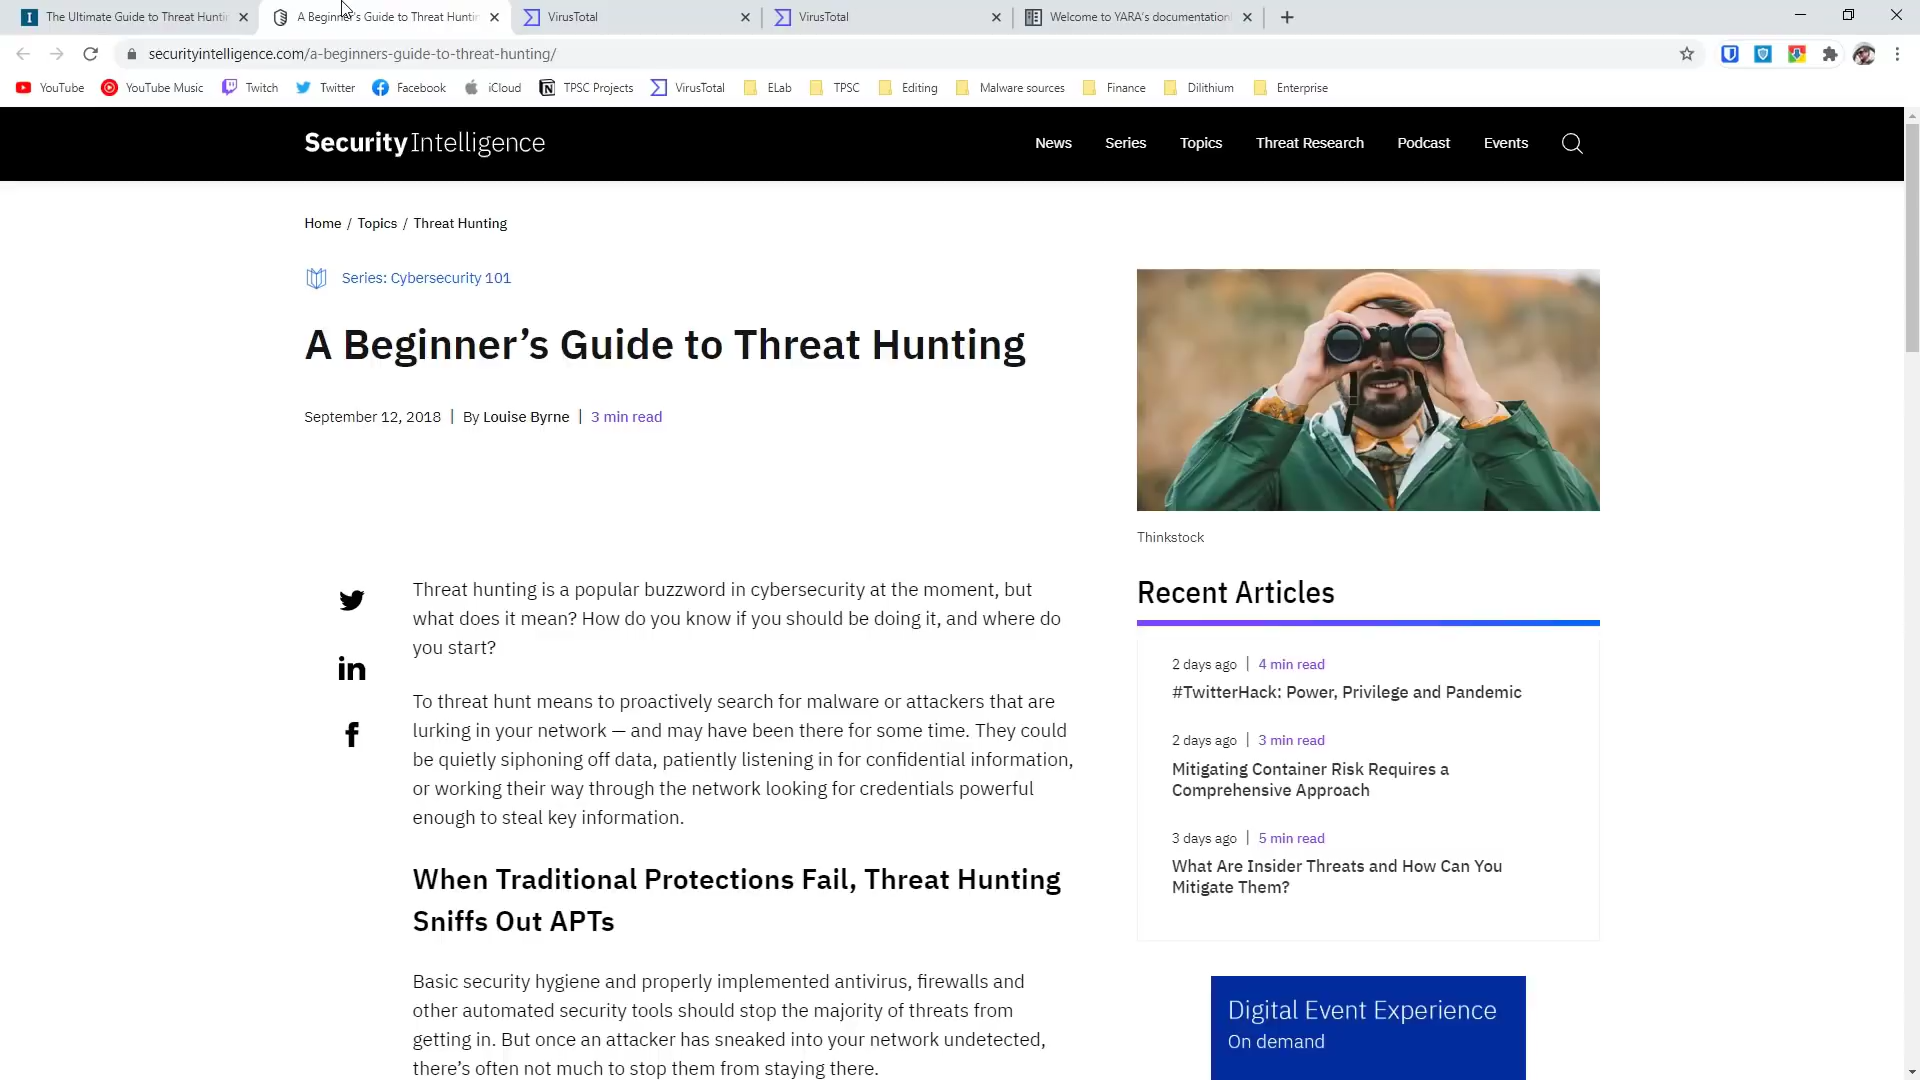 The Ultimate Guide to Threat Hunti
A Beginner's Guide to Threat Huntin
VirusTotal
VirusTotal
Welcome to YARA's documentation!
securityintelligence.com/a-beginners-guide-to-threat-hunting/
YouTube YouTube Music Twitch Twitter Facebook iCloud TPSC Projects VirusTotal ELab TPSC Editing Malware sources Finance Dilithium Enterprise
SecurityIntelligence
News Series Topics Threat Research Podcast Events
Home / Topics / Threat Hunting
Series: Cybersecurity 101
A Beginner’s Guide to Threat Hunting
September 12, 2018 | By Louise Byrne | 3 min read
Thinkstock
Threat hunting is a popular buzzword in cybersecurity at the moment, but
what does it mean? How do you know if you should be doing it, and where do
you start?
To threat hunt means to proactively search for malware or attackers that are
lurking in your network — and may have been there for some time. They could
be quietly siphoning off data, patiently listening in for confidential information,
or working their way through the network looking for credentials powerful
enough to steal key information.
When Traditional Protections Fail, Threat Hunting
Sniffs Out APTs
Basic security hygiene and properly implemented antivirus, firewalls and
other automated security tools should stop the majority of threats from
getting in. But once an attacker has sneaked into your network undetected,
there’s often not much to stop them from staying there.
Recent Articles
2 days ago | 4 min read
#TwitterHack: Power, Privilege and Pandemic
2 days ago | 3 min read
Mitigating Container Risk Requires a
Comprehensive Approach
3 days ago | 5 min read
What Are Insider Threats and How Can You
Mitigate Them?
Digital Event Experience
On demand